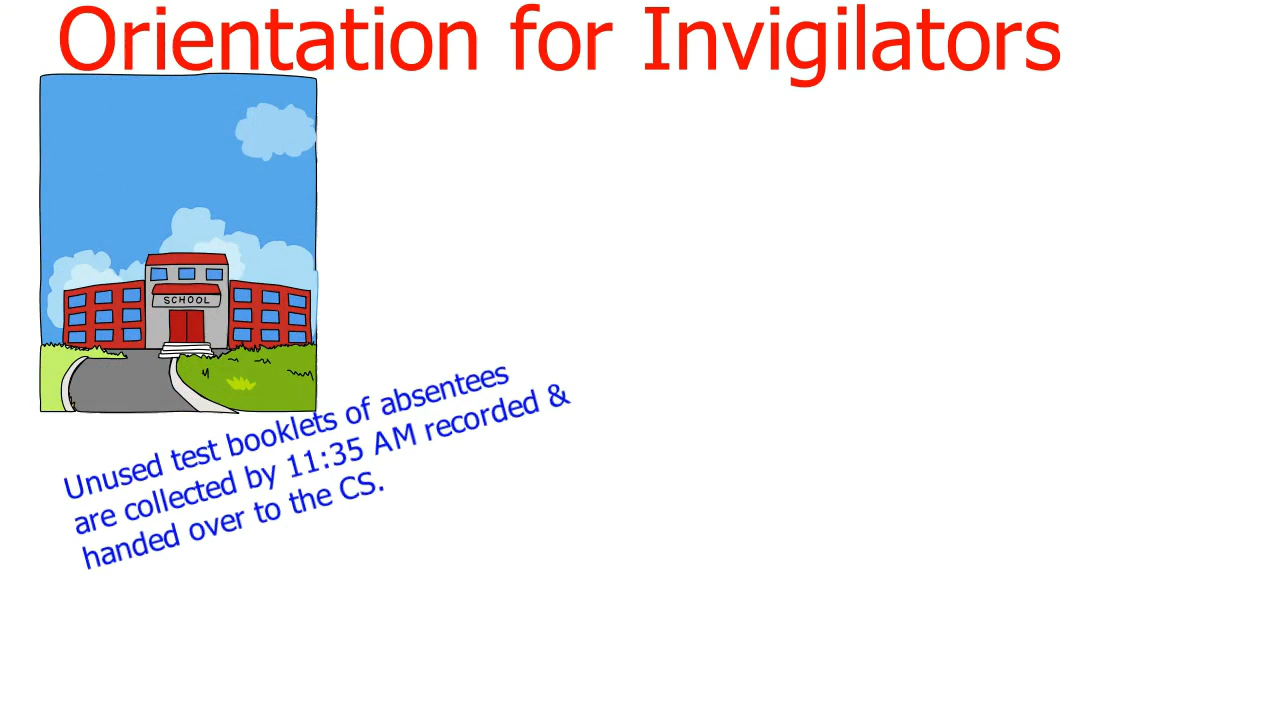 Orientation for Invigilators
SCHOOL
Unused test booklets of absentees
are collected by 11:35 AM recorded &
handed over to the CS.